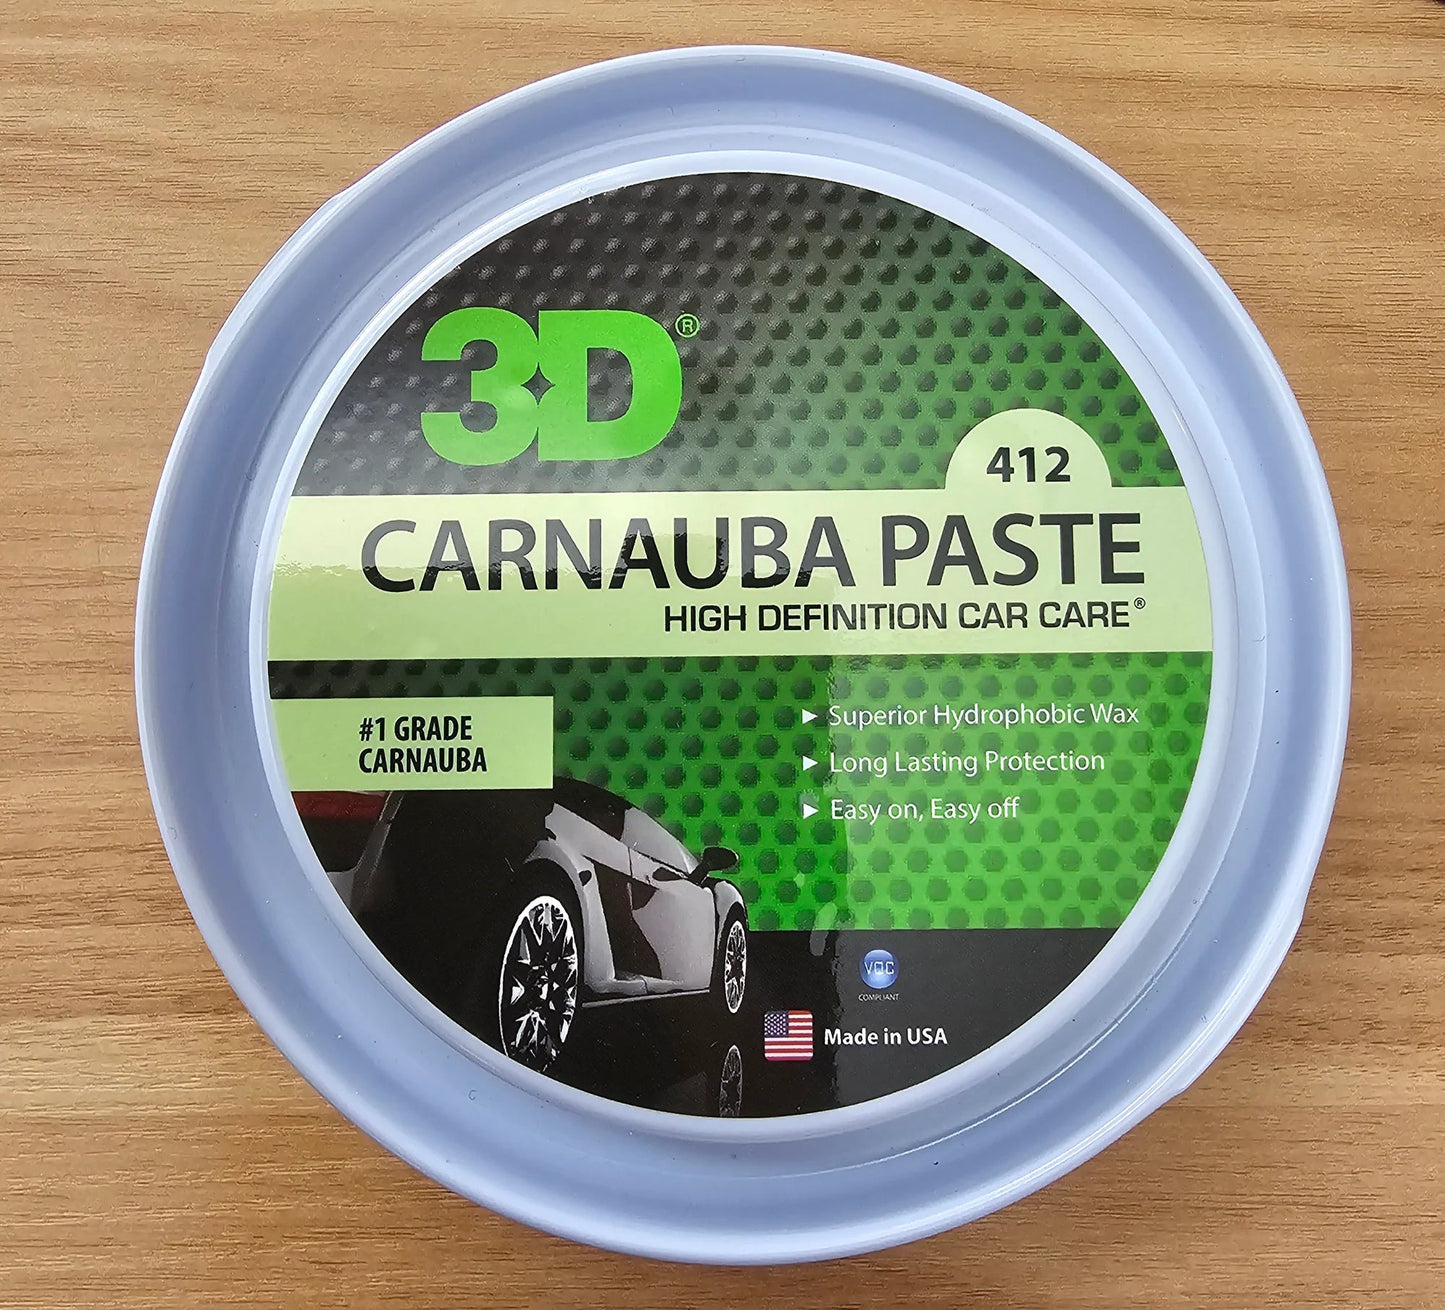 3D®
412
CARNAUBA PASTE
HIGH DEFINITION CAR CARE®
#1 GRADE
CARNAUBA
► Superior Hydrophobic Wax
► Long Lasting Protection
► Easy on, Easy off
VOC
COMPLIANT
Made in USA